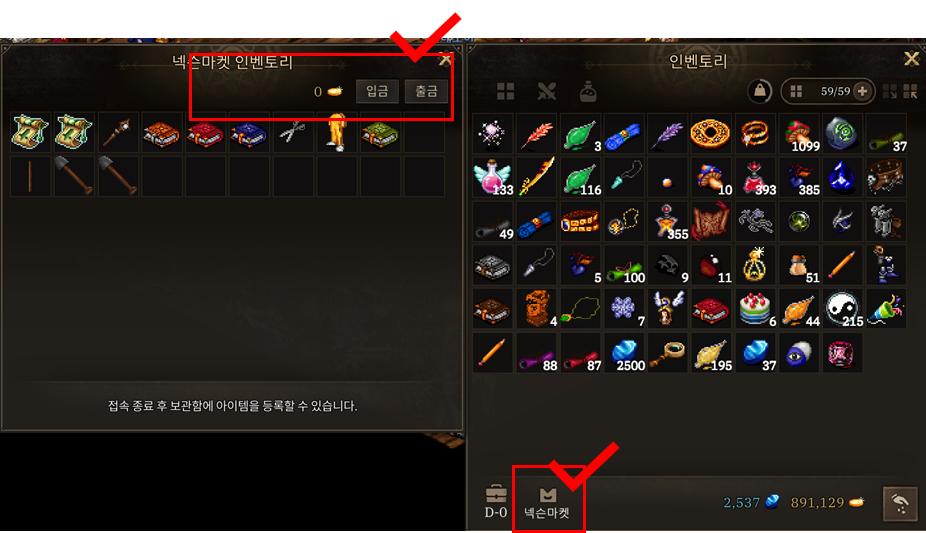 넥슨마켓 인벤토리
0 입금 출금
접속 종료 후 보관함에 아이템을 등록할 수 있습니다.
인벤토리
59/59
3 1099 37
133 116 10 393 385
49 355
5 100 9 11 51
4 7 6 44 215
88 87 2500 195 37
D-0 넥슨마켓 2,537 891,129